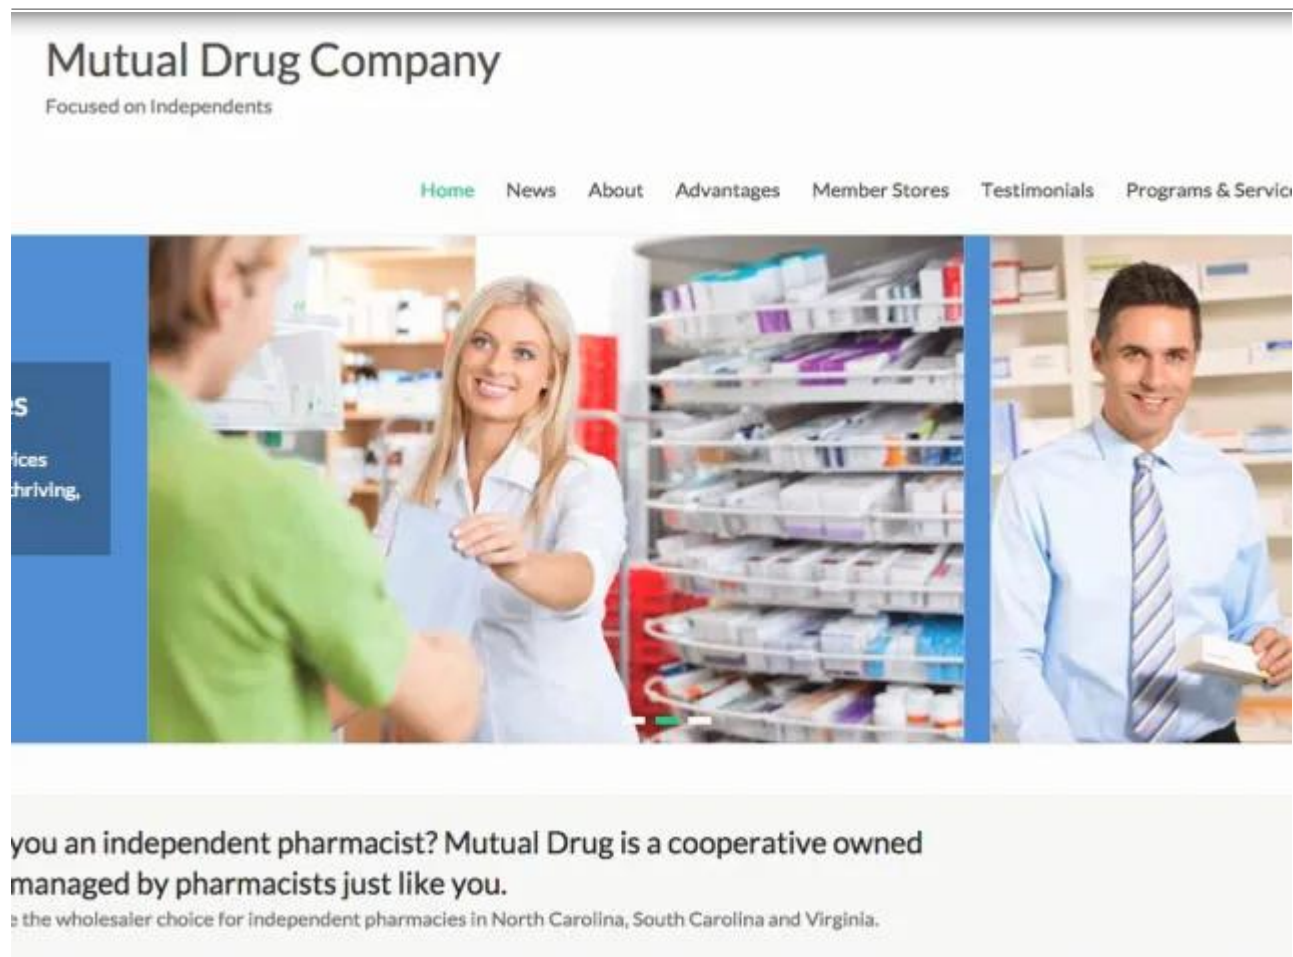 Mutual Drug Company
Focused on Independents
Home News About Advantages Member Stores Testimonials Programs & Service
s
ices
thriving,
you an independent pharmacist? Mutual Drug is a cooperative owned
managed by pharmacists just like you.
e the wholesaler choice for independent pharmacies in North Carolina, South Carolina and Virginia.